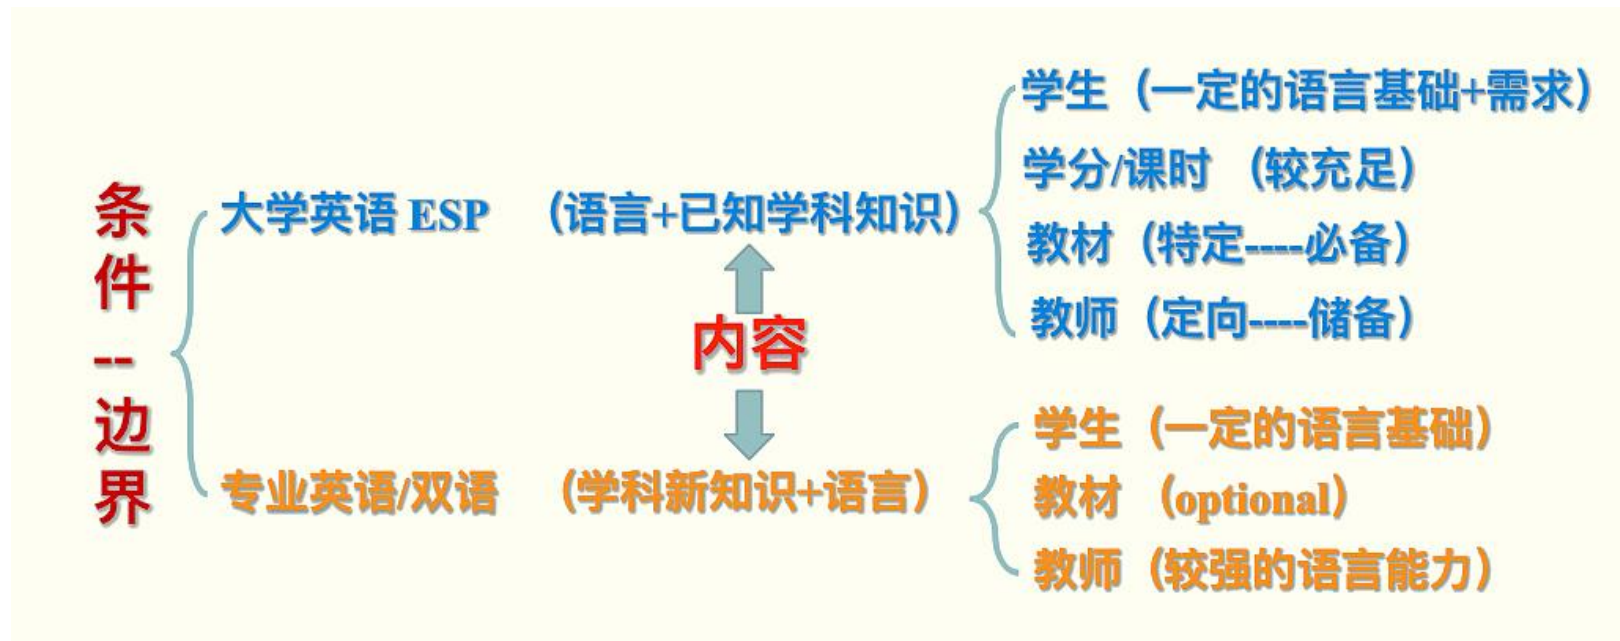 条件--边界
大学英语 ESP （语言+已知学科知识）
学生（一定的语言基础+需求）
学分/课时 （较充足）
教材（特定----必备）
教师（定向----储备）
内容
专业英语/双语 （学科新知识+语言）
学生（一定的语言基础）
教材 （optional）
教师（较强的语言能力）